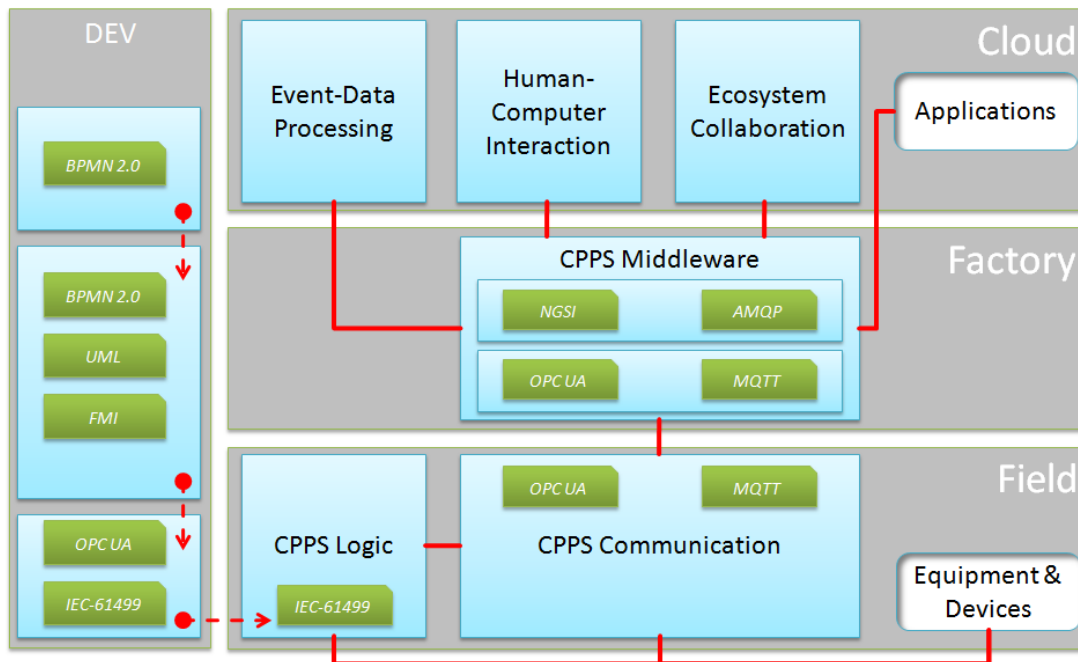 DEV
BPMN 2.0
BPMN 2.0
UML
FMI
OPC UA
IEC-61499
Cloud
Event-Data
Processing
Human-
Computer
Interaction
Ecosystem
Collaboration
Applications
Factory
CPPS Middleware
NGSI
AMQP
OPC UA
MQTT
Field
CPPS Logic
IEC-61499
OPC UA
MQTT
CPPS Communication
Equipment &
Devices